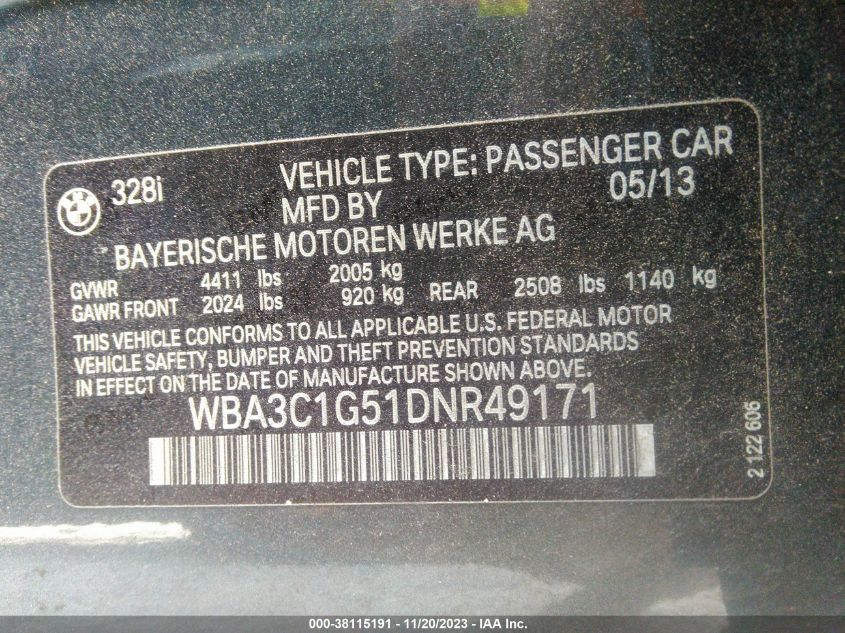 328i VEHICLE TYPE: PASSENGER CAR
MFD BY 05/13
BAYERISCHE MOTOREN WERKE AG
GVWR 4411 lbs 2005 kg
GAWR FRONT 2024 lbs 920 kg REAR 2508 lbs 1140 kg
THIS VEHICLE CONFORMS TO ALL APPLICABLE U.S. FEDERAL MOTOR
VEHICLE SAFETY, BUMPER AND THEFT PREVENTION STANDARDS
IN EFFECT ON THE DATE OF MANUFACTURE SHOWN ABOVE.
WBA3C1G51DNR49171
2 122 606
000-38115191 - 11/20/2023 - IAA Inc.